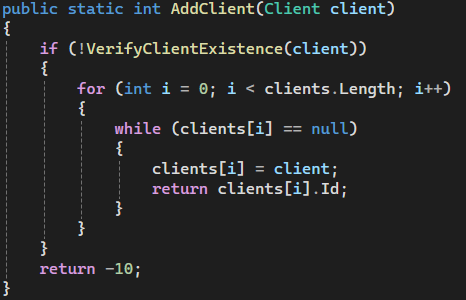 public static int AddClient(Client client)
{
    if (!VerifyClientExistence(client))
    {
        for (int i = 0; i < clients.Length; i++)
        {
            while (clients[i] == null)
            {
                clients[i] = client;
                return clients[i].Id;
            }
        }
    }
    return -10;
}